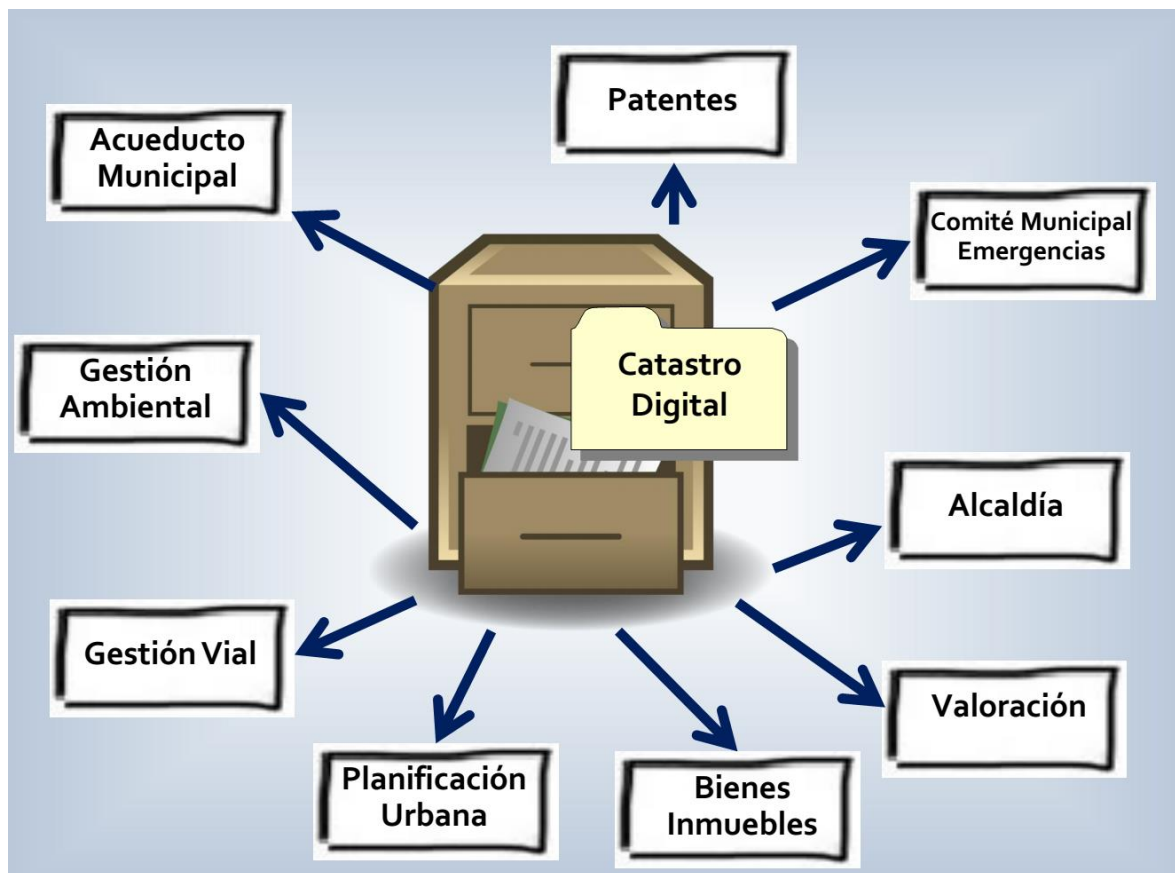 Patentes
Acueducto
Municipal
Comité Municipal
Emergencias
Catastro
Digital
Gestión
Ambiental
Alcaldía
Gestión Vial
Valoración
Planificación
Urbana
Bienes
Inmuebles